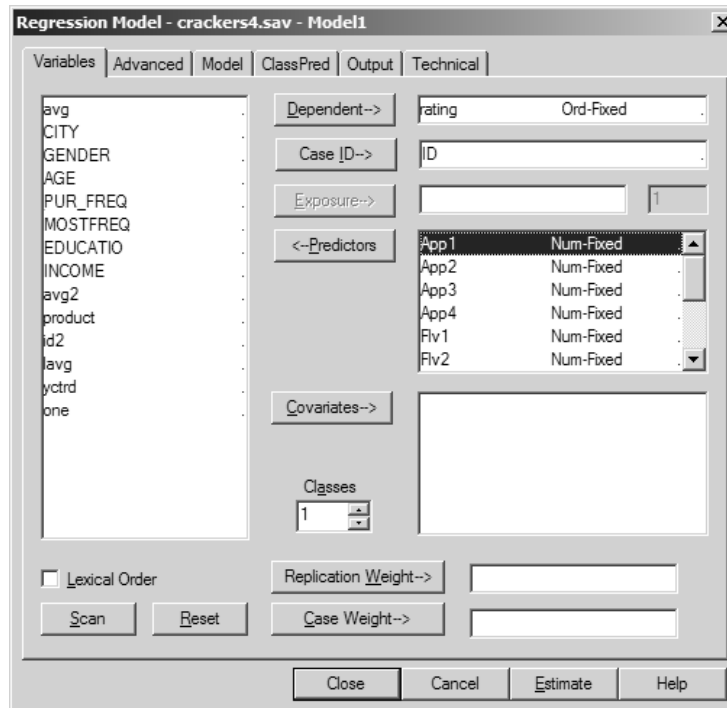 Regression Model - crackers4.sav - Model1
Variables Advanced Model ClassPred Output Technical
avg .
CITY .
GENDER .
AGE .
PUR_FREQ .
MOSTFREQ .
EDUCATIO .
INCOME .
avg2 .
product .
id2 .
lavg .
yctrd .
one .
Lexical Order
Scan Reset
Dependent-->
rating Ord-Fixed .
Case ID-->
ID .
Exposure-->
1
<--Predictors
App1 Num-Fixed .
App2 Num-Fixed .
App3 Num-Fixed .
App4 Num-Fixed .
Flv1 Num-Fixed .
Flv2 Num-Fixed .
Covariates-->
Classes
1
Replication Weight-->
Case Weight-->
Close Cancel Estimate Help